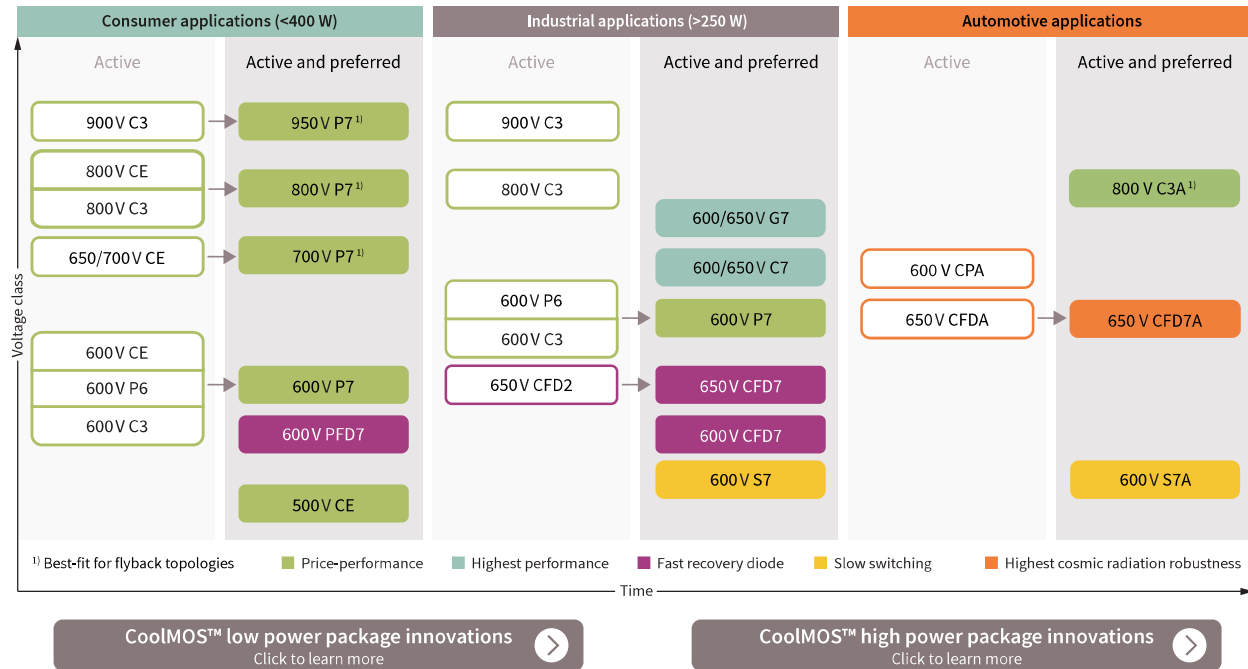 Consumer applications (<400 W)
Industrial applications (>250 W)
Automotive applications
Active
Active and preferred
Active
Active and preferred
Active
Active and preferred
Voltage class
900 V C3
950 V P7 1)
800 V CE
800 V C3
800 V P7 1)
650/700 V CE
700 V P7 1)
600 V CE
600 V P6
600 V C3
600 V P7
600 V PFD7
500 V CE
900 V C3
800 V C3
600/650 V G7
600/650 V C7
600 V P6
600 V C3
600 V P7
650 V CFD2
650 V CFD7
600 V CFD7
600 V S7
800 V C3A 1)
600 V CPA
650 V CFDA
650 V CFD7A
600 V S7A
1) Best-fit for flyback topologies
Price-performance
Highest performance
Fast recovery diode
Slow switching
Highest cosmic radiation robustness
Time
CoolMOS™ low power package innovations
Click to learn more
CoolMOS™ high power package innovations
Click to learn more